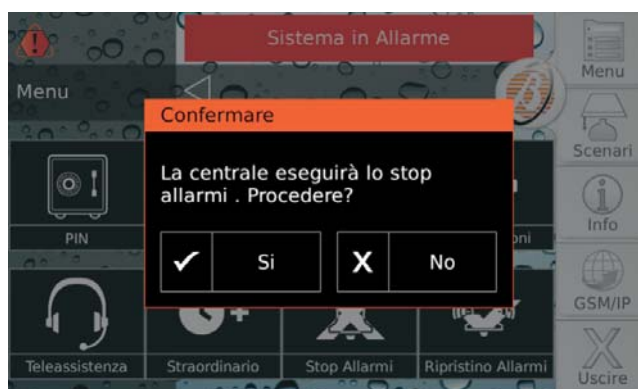 Sistema in Allarme
Menu
Menu
Confermare
La centrale eseguirà lo stop
allarmi . Procedere?
Si
No
PIN
oni
Scenari
Info
GSM/IP
Teleassistenza
Straordinario
Stop Allarmi
Ripristino Allarmi
Uscire